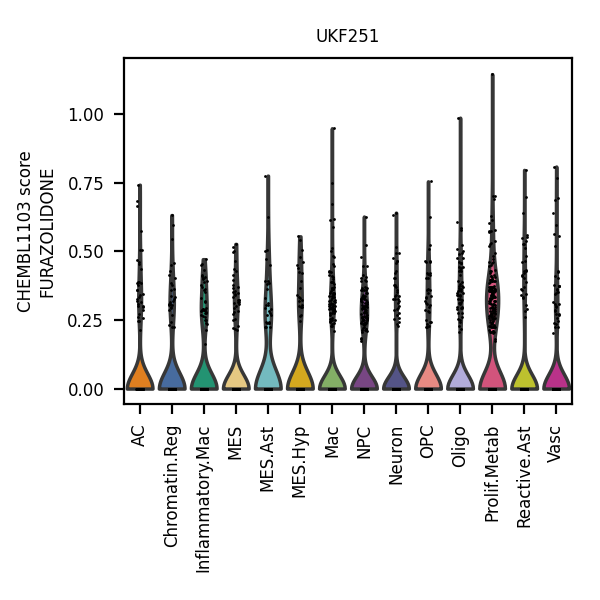 UKF251
CHEMBL1103 score
FURAZOLIDONE
1.00
0.75
0.50
0.25
0.00
AC
Chromatin.Reg
Inflammatory.Mac
MES
MES.Ast
MES.Hyp
Mac
NPC
Neuron
OPC
Oligo
Prolif.Metab
Reactive.Ast
Vasc